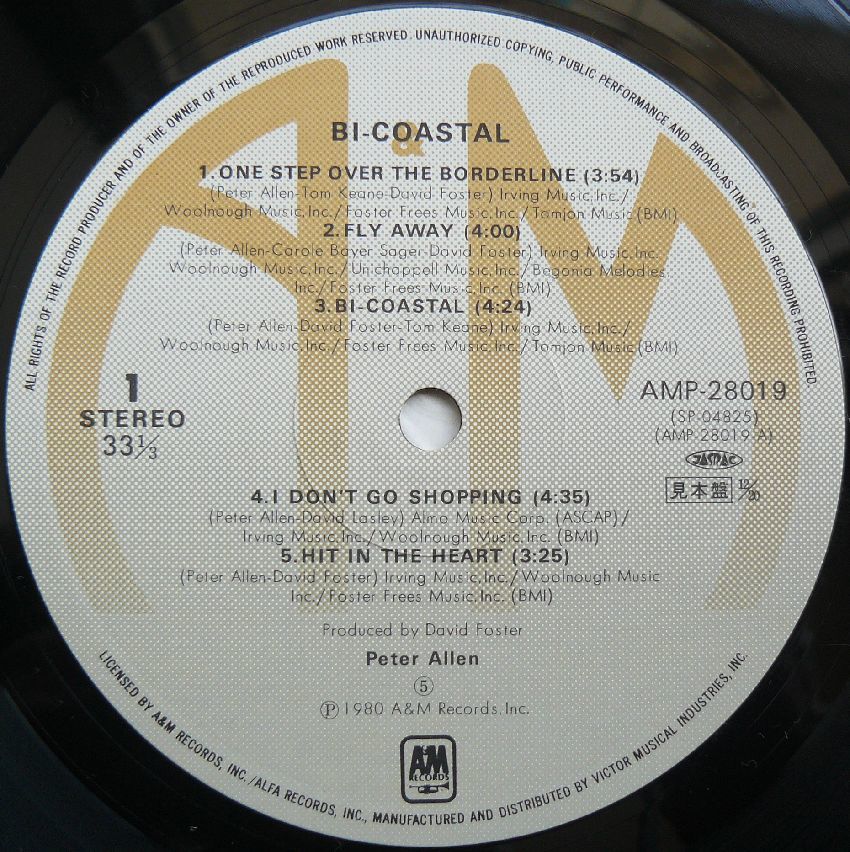 ALL RIGHTS OF THE RECORD PRODUCER AND OF THE OWNER OF THE REPRODUCED WORK RESERVED. UNAUTHORIZED COPYING, PUBLIC PERFORMANCE AND BROADCASTING OF THIS RECORDING PROHIBITED.
A&M
BI-COASTAL
1.ONE STEP OVER THE BORDERLINE (3:54)
(Peter Allen-Tom Keane-David Foster) Irving Music,Inc./
Woolnough Music,Inc./Foster Frees Music,Inc./Tomjon Music(BMI)
2.FLY AWAY (4:00)
(Peter Allen-Carole Bayer Sager-David Foster) Irving Music,Inc.
Woolnough Music,Inc./Unichappell Music,Inc./Begonia Melodies,
Inc./Foster Frees Music,Inc.(BMI)
3.BI-COASTAL (4:24)
(Peter Allen-David Foster-Tom Keane) Irving Music,Inc./
Woolnough Music,Inc./Foster Frees Music,Inc./Tomjon Music(BMI)
1
STEREO
33⅓
AMP-28019
(SP-04825)
(AMP-28019-A)
JASRAC
見本盤 12/20
4.I DON'T GO SHOPPING (4:35)
(Peter Allen-David Lasley) Almo Music Corp.(ASCAP)/
Irving Music,Inc./Woolnough Music,Inc.(BMI)
5.HIT IN THE HEART (3:25)
(Peter Allen-David Foster) Irving Music,Inc./Woolnough Music
Inc./Foster Frees Music,Inc.(BMI)
Produced by David Foster
Peter Allen
⑤
Ⓟ1980 A&M Records,Inc.
A&M
RECORDS
LICENSED BY A&M RECORDS, INC./ALFA RECORDS, INC., MANUFACTURED AND DISTRIBUTED BY VICTOR MUSICAL INDUSTRIES, INC.